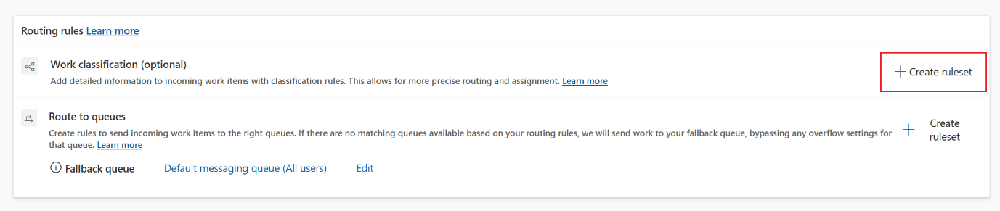 Routing rules Learn more
Work classification (optional)
Add detailed information to incoming work items with classification rules. This allows for more precise routing and assignment. Learn more
Create ruleset
Route to queues
Create rules to send incoming work items to the right queues. If there are no matching queues available based on your routing rules, we will send work to your fallback queue, bypassing any overflow settings for
that queue. Learn more
Create
ruleset
Fallback queue Default messaging queue (All users) Edit